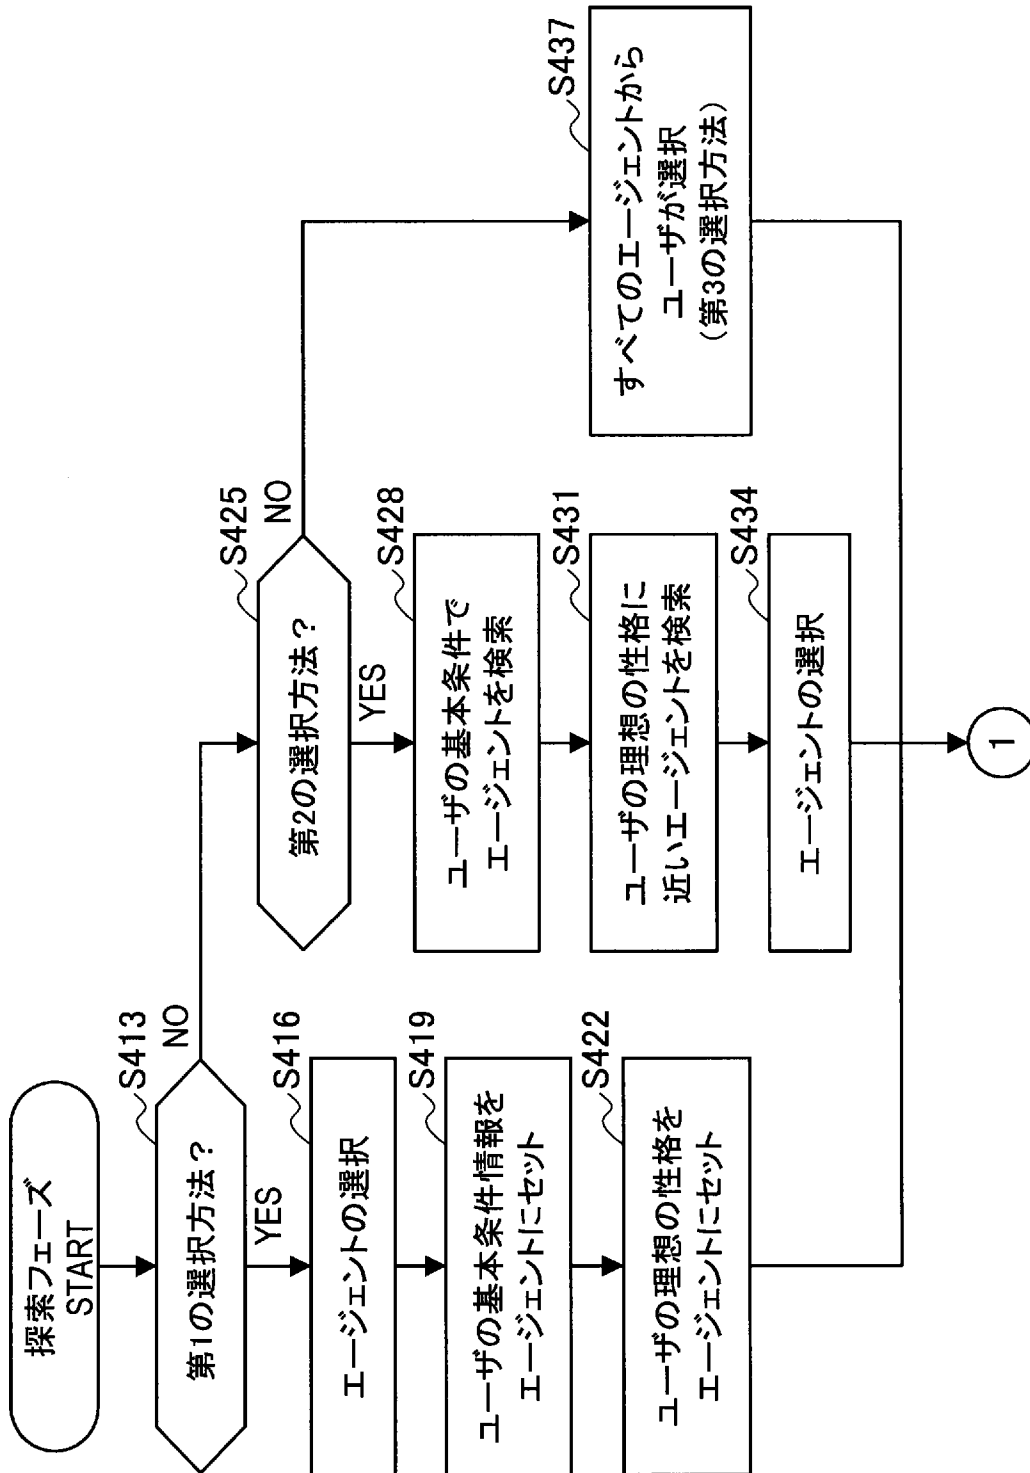 探索フェーズ
START
S413
第1の選択方法？
NO
YES
S416
エージェントの選択
S419
ユーザの基本条件情報を
エージェントにセット
S422
ユーザの理想の性格を
エージェントにセット
S425
第2の選択方法？
NO
YES
S428
ユーザの基本条件で
エージェントを検索
S431
ユーザの理想の性格に
近いエージェントを検索
S434
エージェントの選択
S437
すべてのエージェントから
ユーザが選択
（第3の選択方法）
1